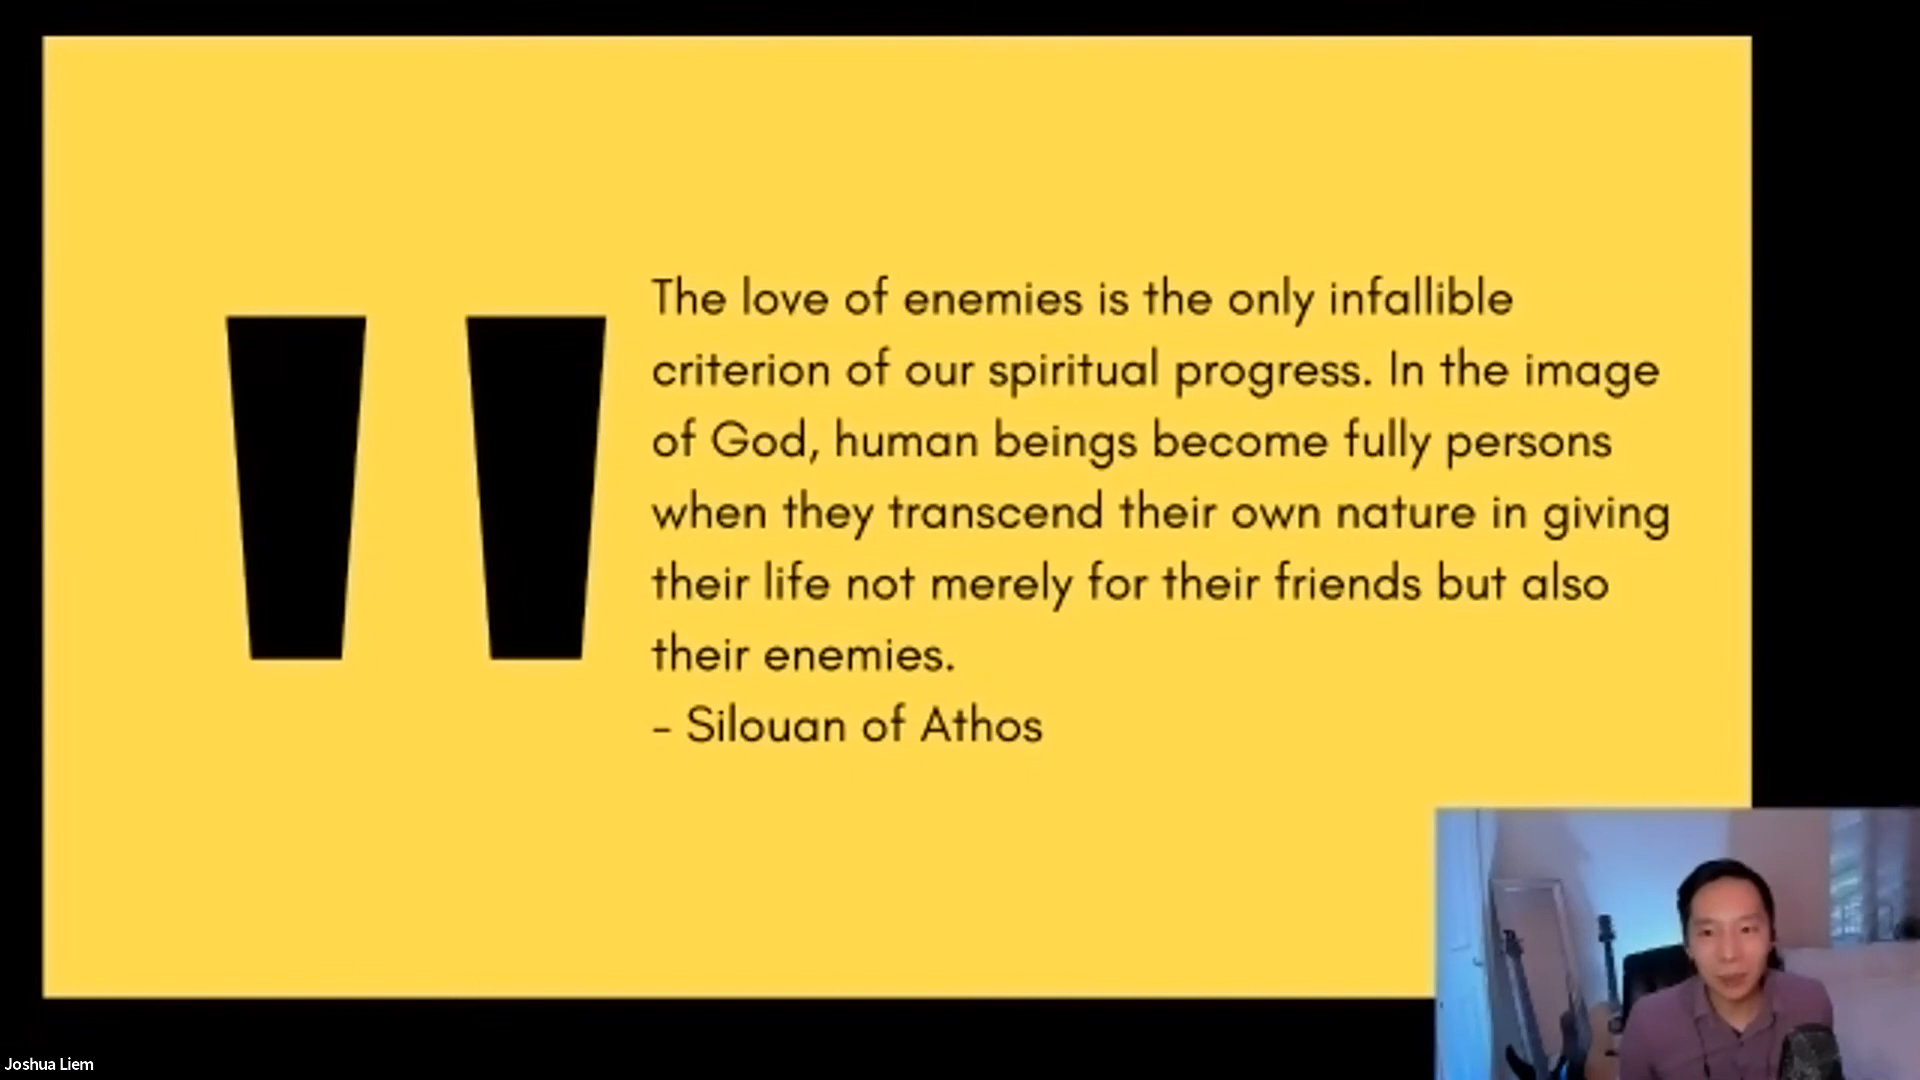 The love of enemies is the only infallible
criterion of our spiritual progress. In the image
of God, human beings become fully persons
when they transcend their own nature in giving
their life not merely for their friends but also
their enemies.
- Silouan of Athos
Joshua Liem